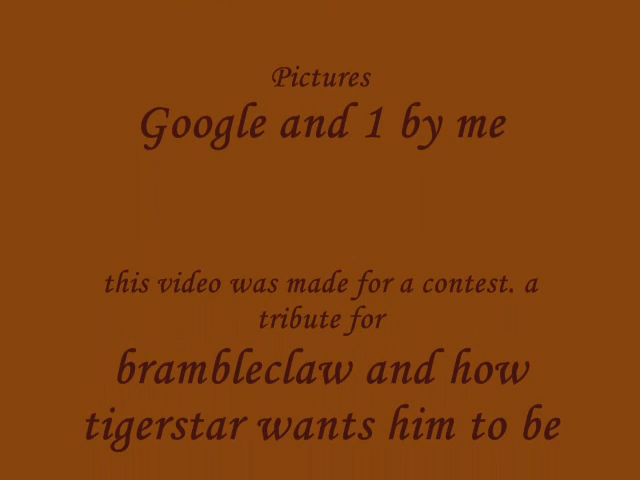 Pictures
Google and 1 by me
this video was made for a contest. a
tribute for
brambleclaw and how
tigerstar wants him to be